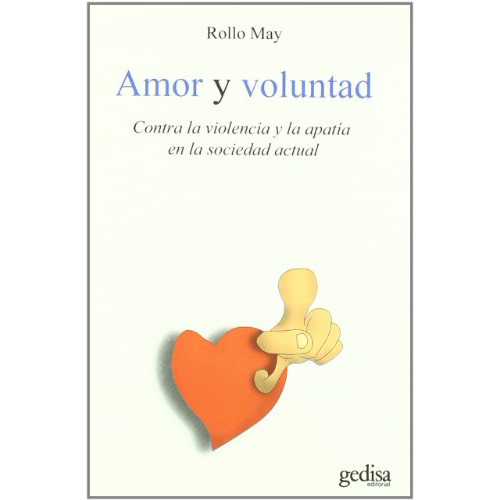 Rollo May
Amor y voluntad
Contra la violencia y la apatía
en la sociedad actual
gedisa
editorial